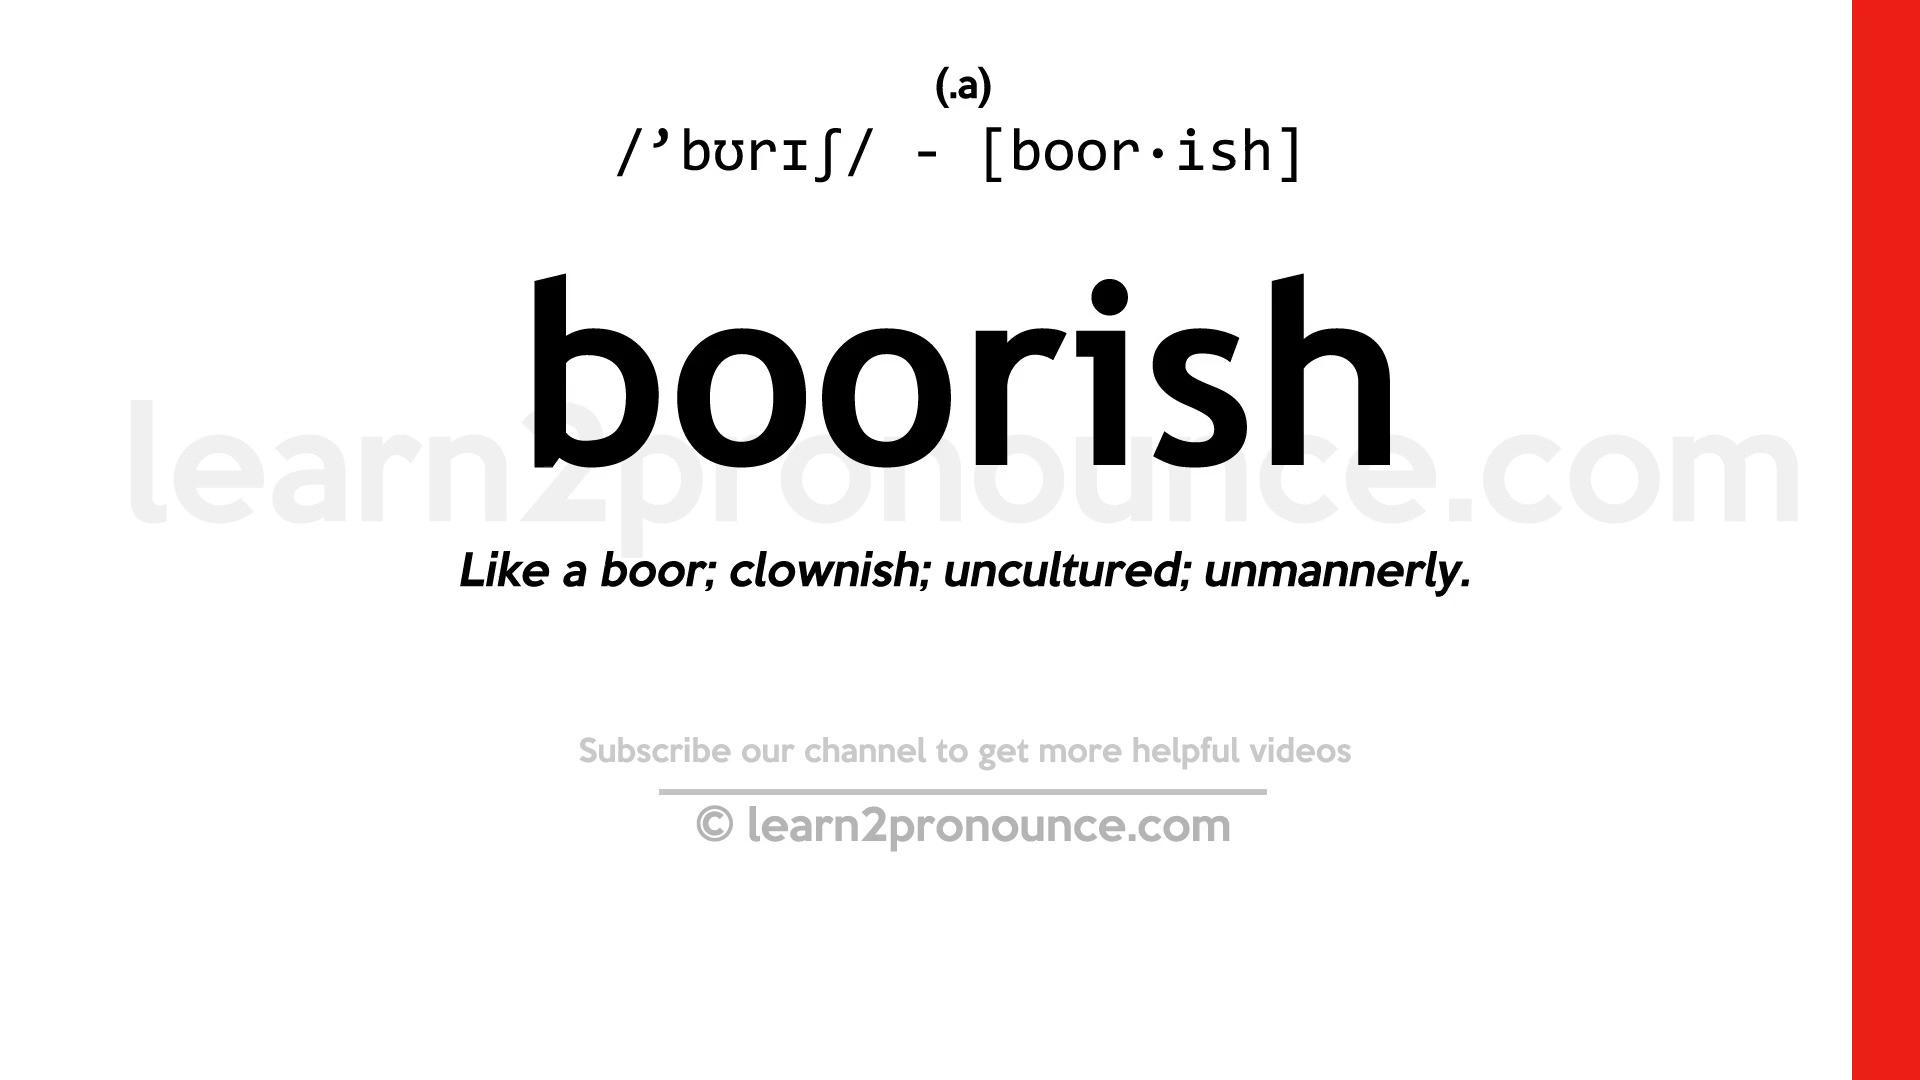 (.a)
/’bʊrɪʃ/ - [boor·ish]
boorish
learn2pronounce.com
Like a boor; clownish; uncultured; unmannerly.
Subscribe our channel to get more helpful videos
© learn2pronounce.com